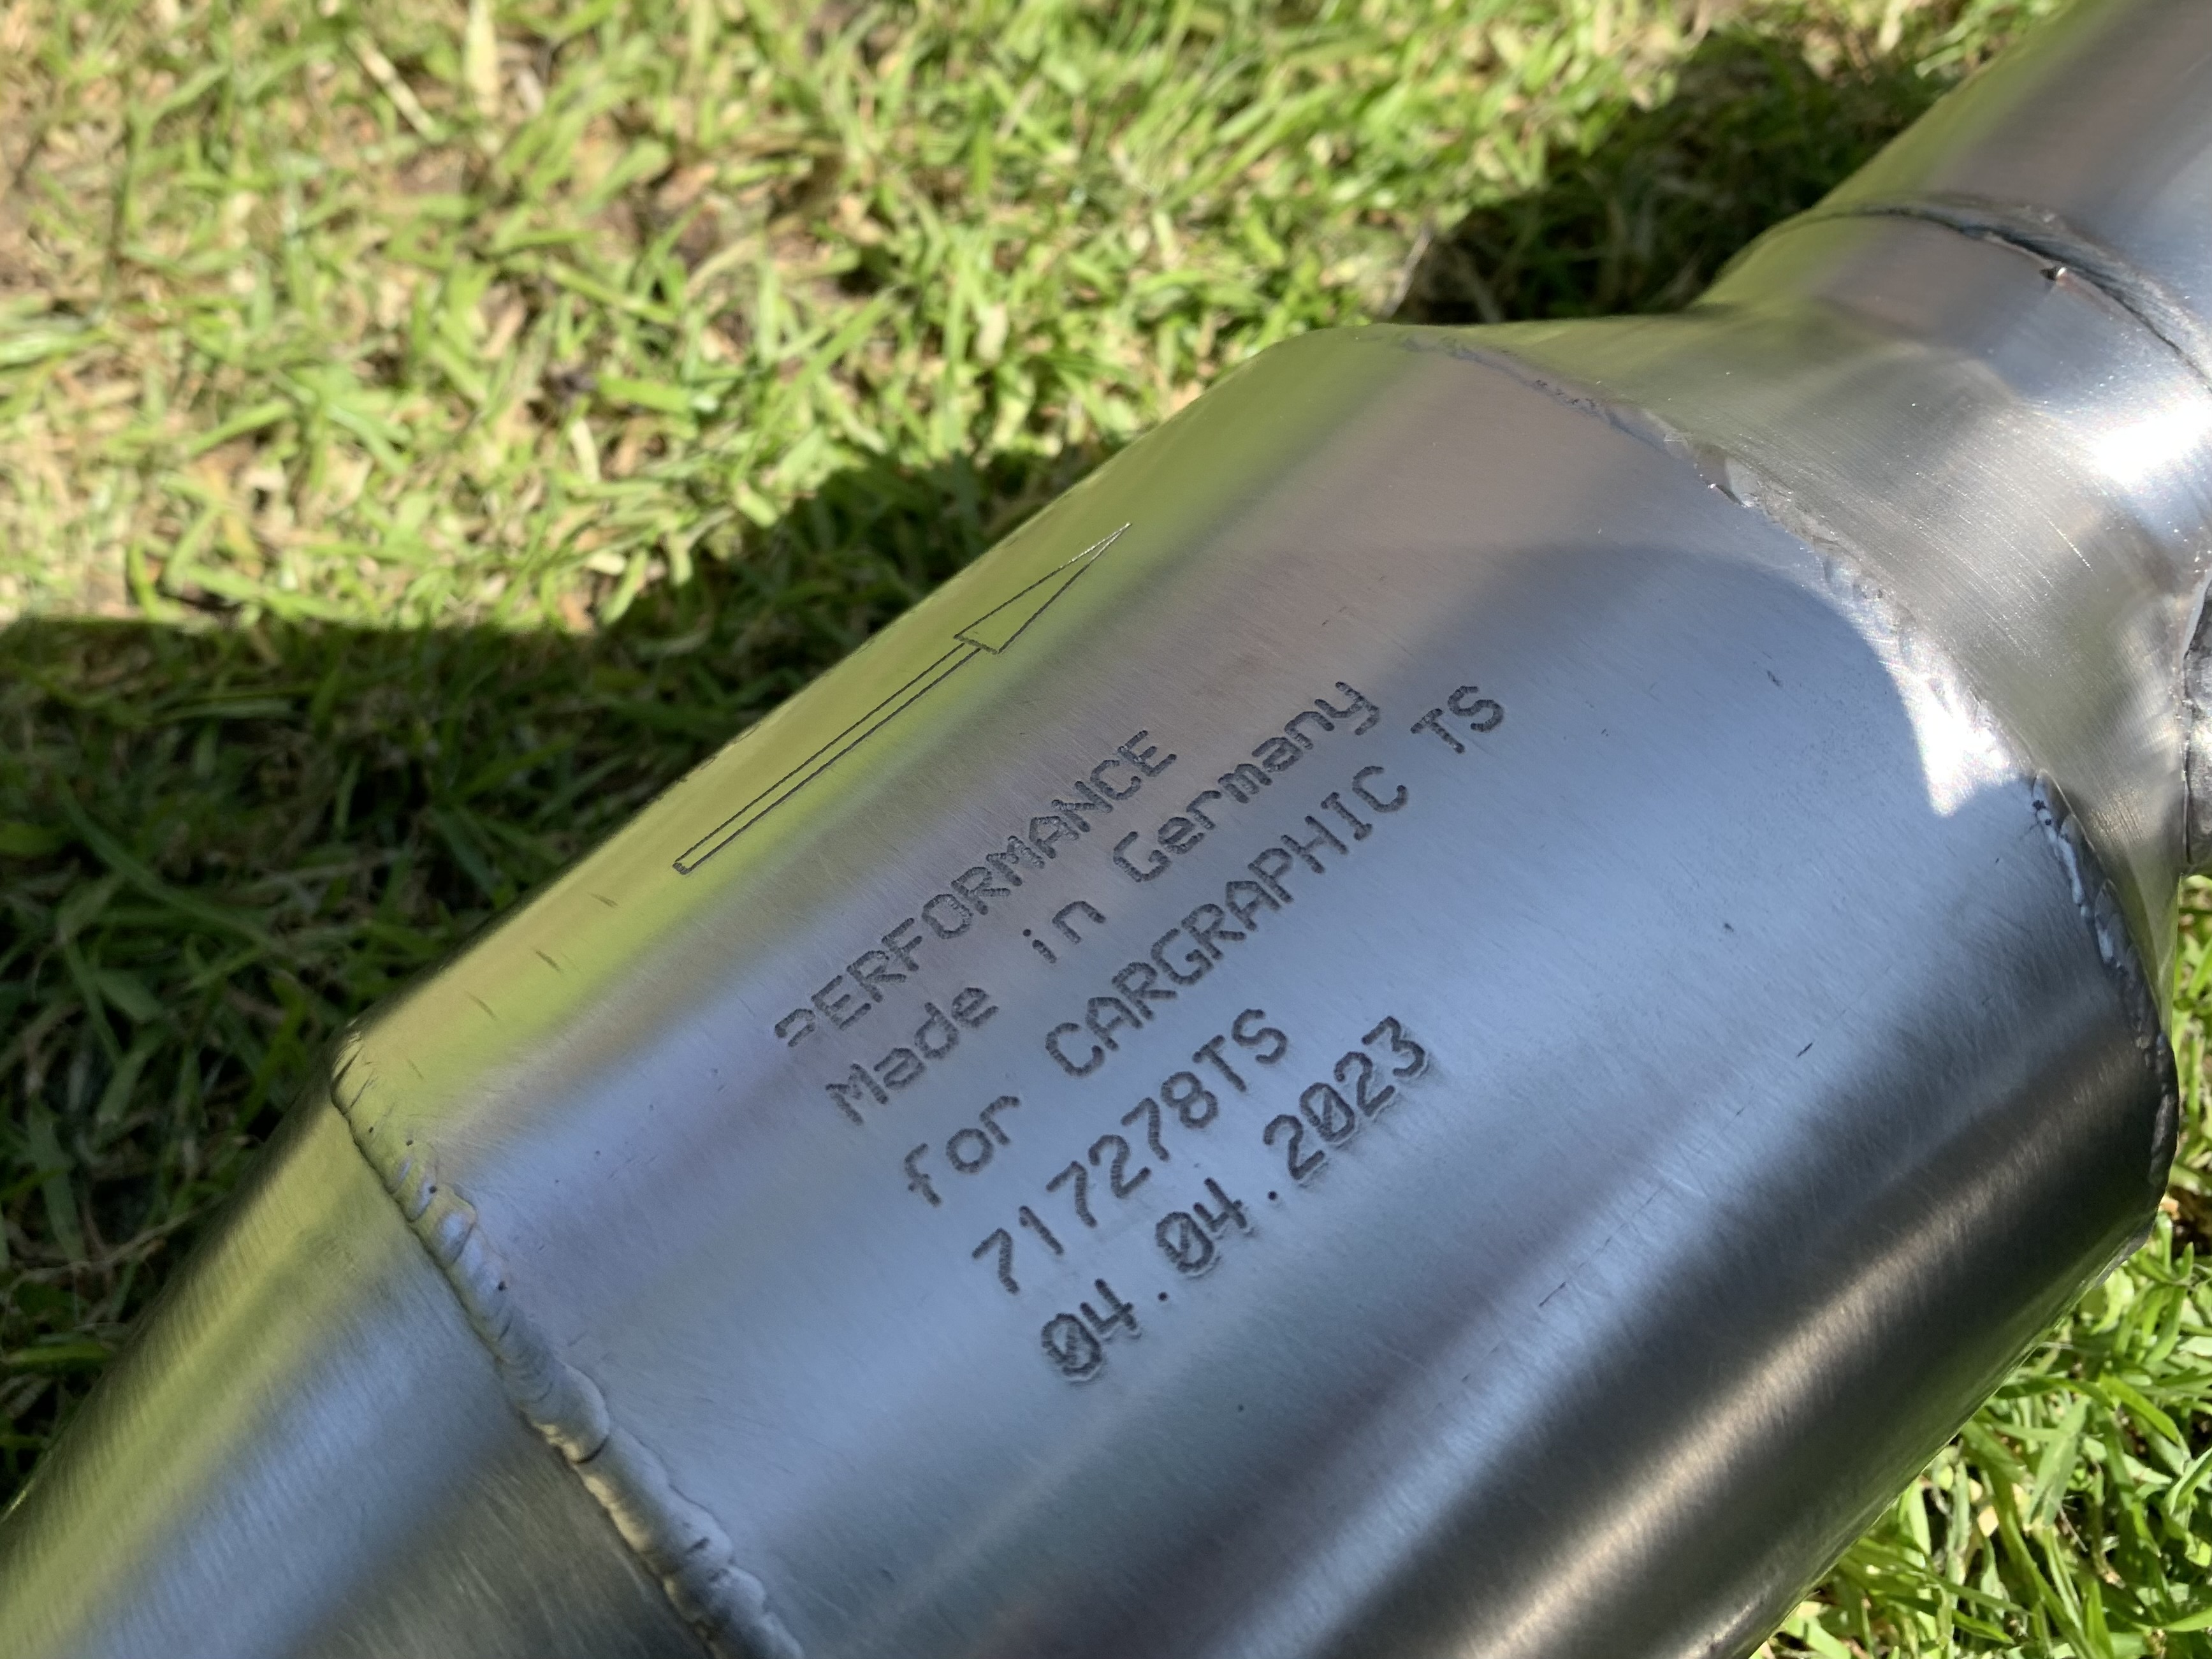 PERFORMANCE
Made in Germany
for CARGRAPHIC TS
717278TS
04.04.2023